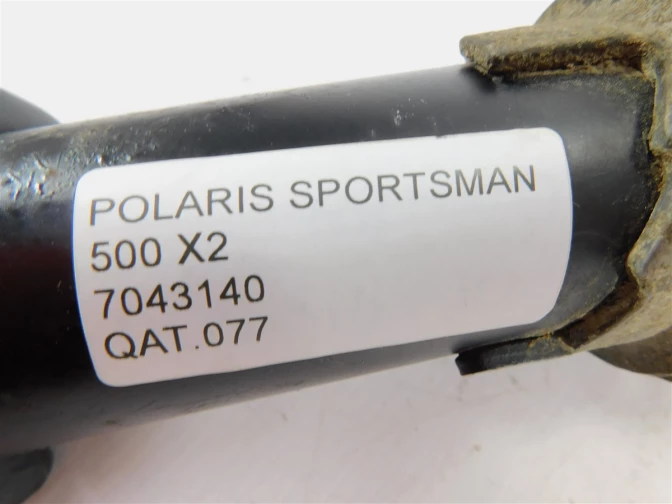 POLARIS SPORTSMAN
500 X2
7043140
QAT.077